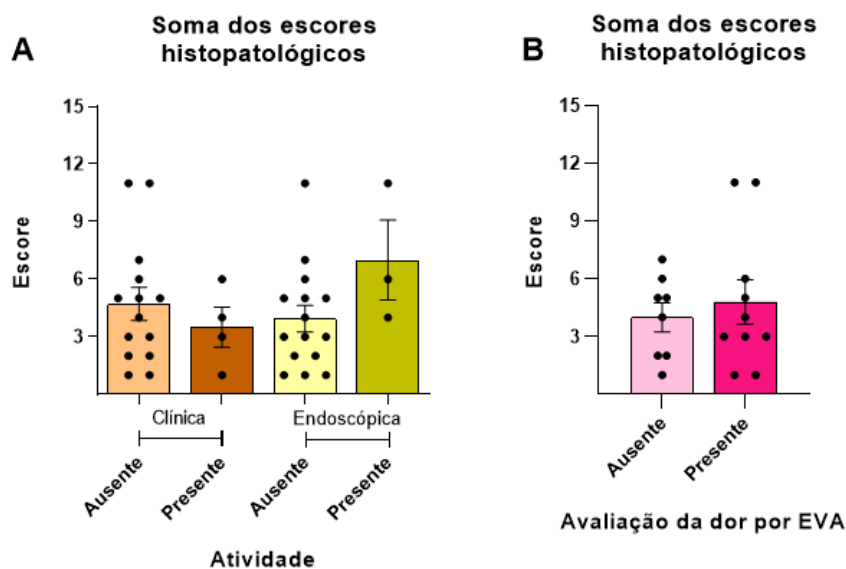 A
Soma dos escores
histopatológicos
Escore
15
12
9
6
3
Clínica
Endoscópica
Ausente
Presente
Ausente
Presente
Atividade
B
Soma dos escores
histopatológicos
Escore
15
12
9
6
3
Ausente
Presente
Avaliação da dor por EVA